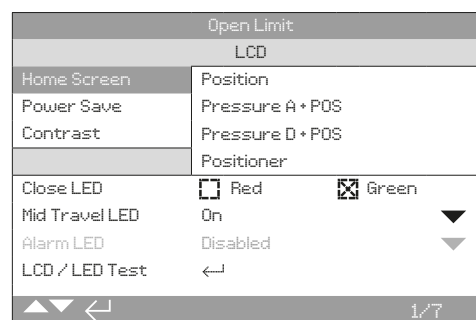 Open Limit
LCD
Home Screen Position
Power Save Pressure A + POS
Contrast Pressure D + POS
Positioner
Close LED Red Green
Mid Travel LED On
Alarm LED Disabled
LCD / LED Test
1/7